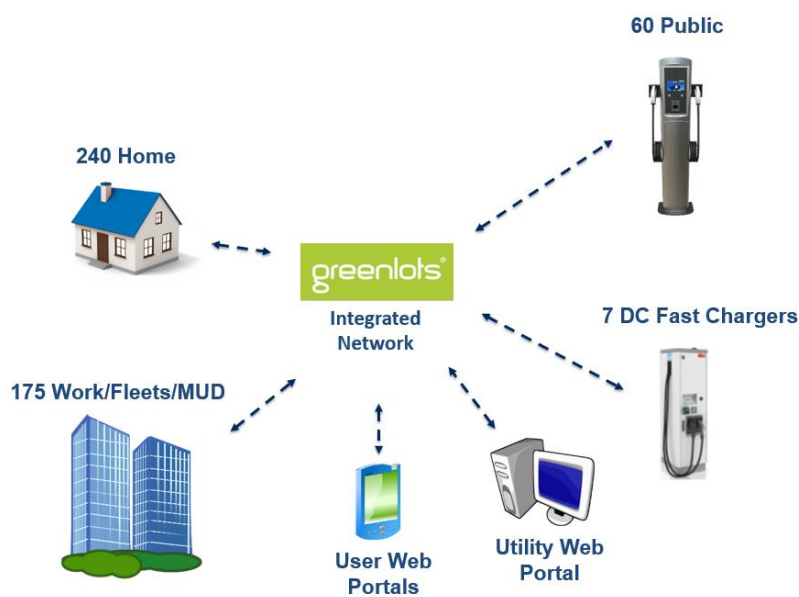 60 Public
240 Home
greenlots®
Integrated
Network
7 DC Fast Chargers
175 Work/Fleets/MUD
User Web
Portals
Utility Web
Portal